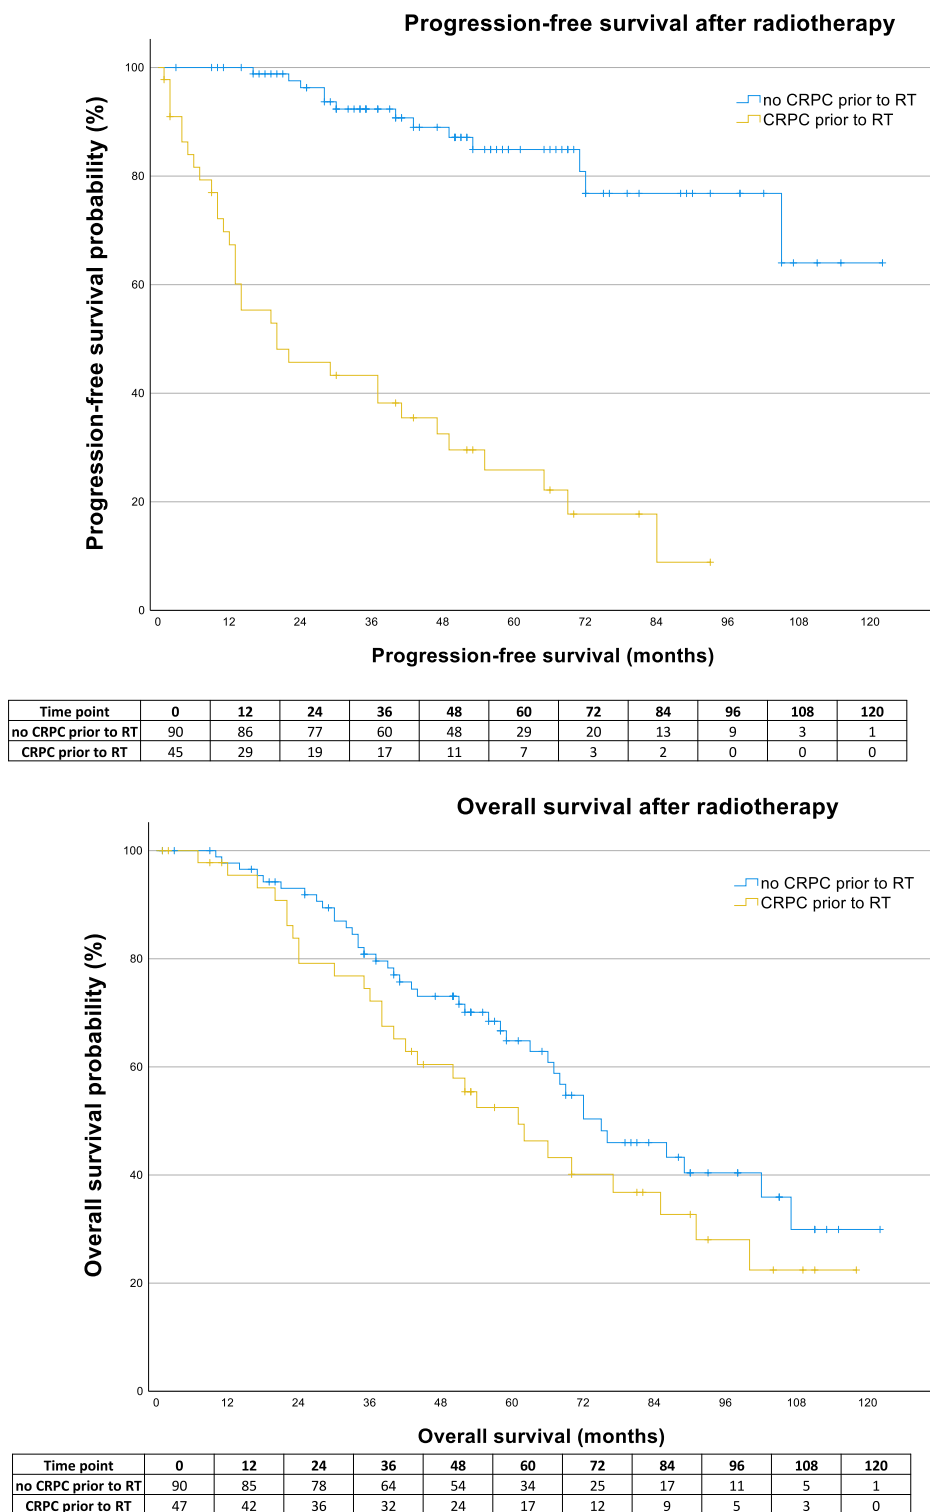 Progression-free survival after radiotherapy
Progression-free survival probability (%)
100
80
60
40
20
0
no CRPC prior to RT
CRPC prior to RT
0 12 24 36 48 60 72 84 96 108 120
Progression-free survival (months)
Time point 0 12 24 36 48 60 72 84 96 108 120
no CRPC prior to RT 90 86 77 60 48 29 20 13 9 3 1
CRPC prior to RT 45 29 19 17 11 7 3 2 0 0 0
Overall survival after radiotherapy
Overall survival probability (%)
100
80
60
40
20
0
no CRPC prior to RT
CRPC prior to RT
0 12 24 36 48 60 72 84 96 108 120
Overall survival (months)
Time point 0 12 24 36 48 60 72 84 96 108 120
no CRPC prior to RT 90 85 78 64 54 34 25 17 11 5 1
CRPC prior to RT 47 42 36 32 24 17 12 9 5 3 0